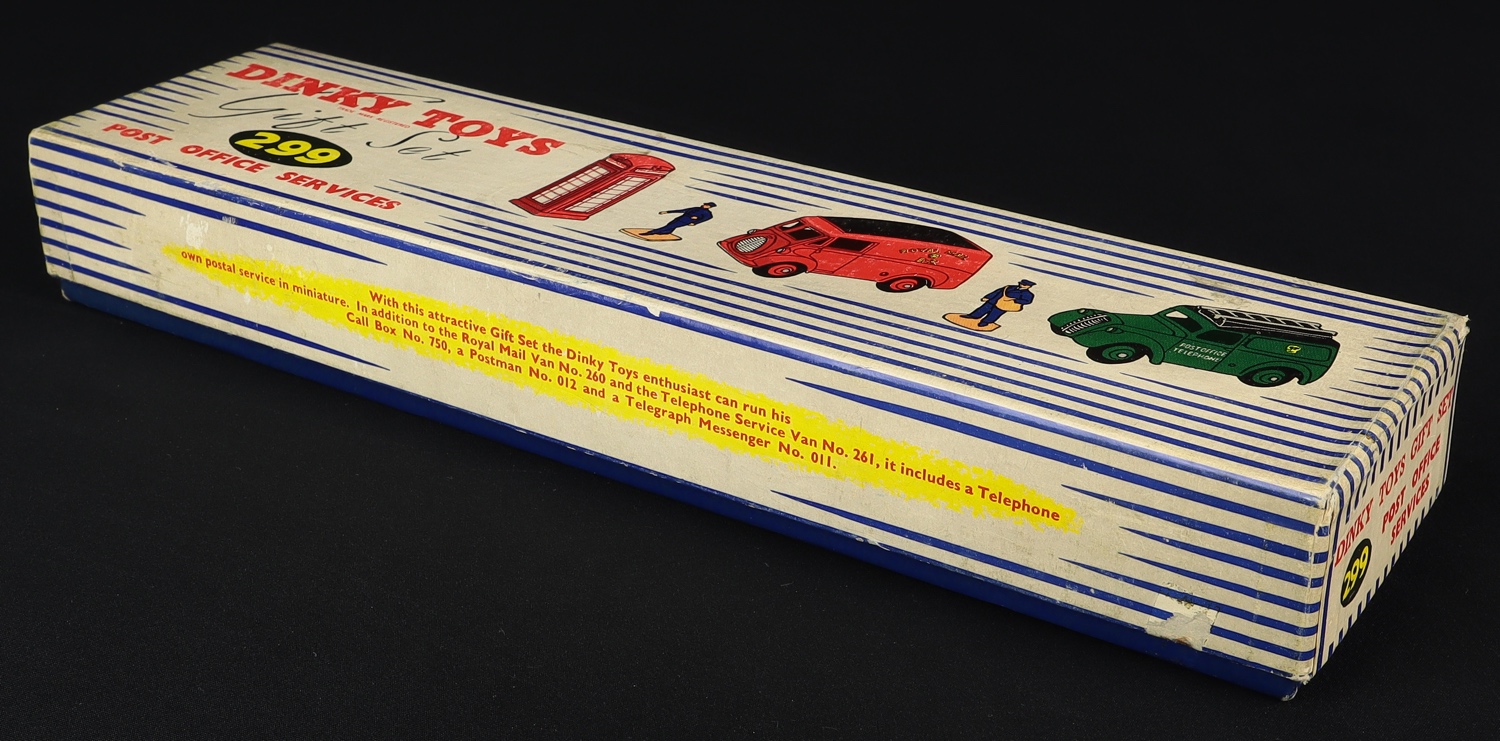 DINKY TOYS
Gift Set
299
POST OFFICE SERVICES
ROYAL MAIL
POST OFFICE
TELEPHONES
With this attractive Gift Set the Dinky Toys enthusiast can run his
own postal service in miniature. In addition to the Royal Mail Van No. 260 and the Telephone Service Van No. 261, it includes a Telephone
Call Box No. 750, a Postman No. 012 and a Telegraph Messenger No. 011.
DINKY TOYS GIFT SET
299
POST OFFICE
SERVICES